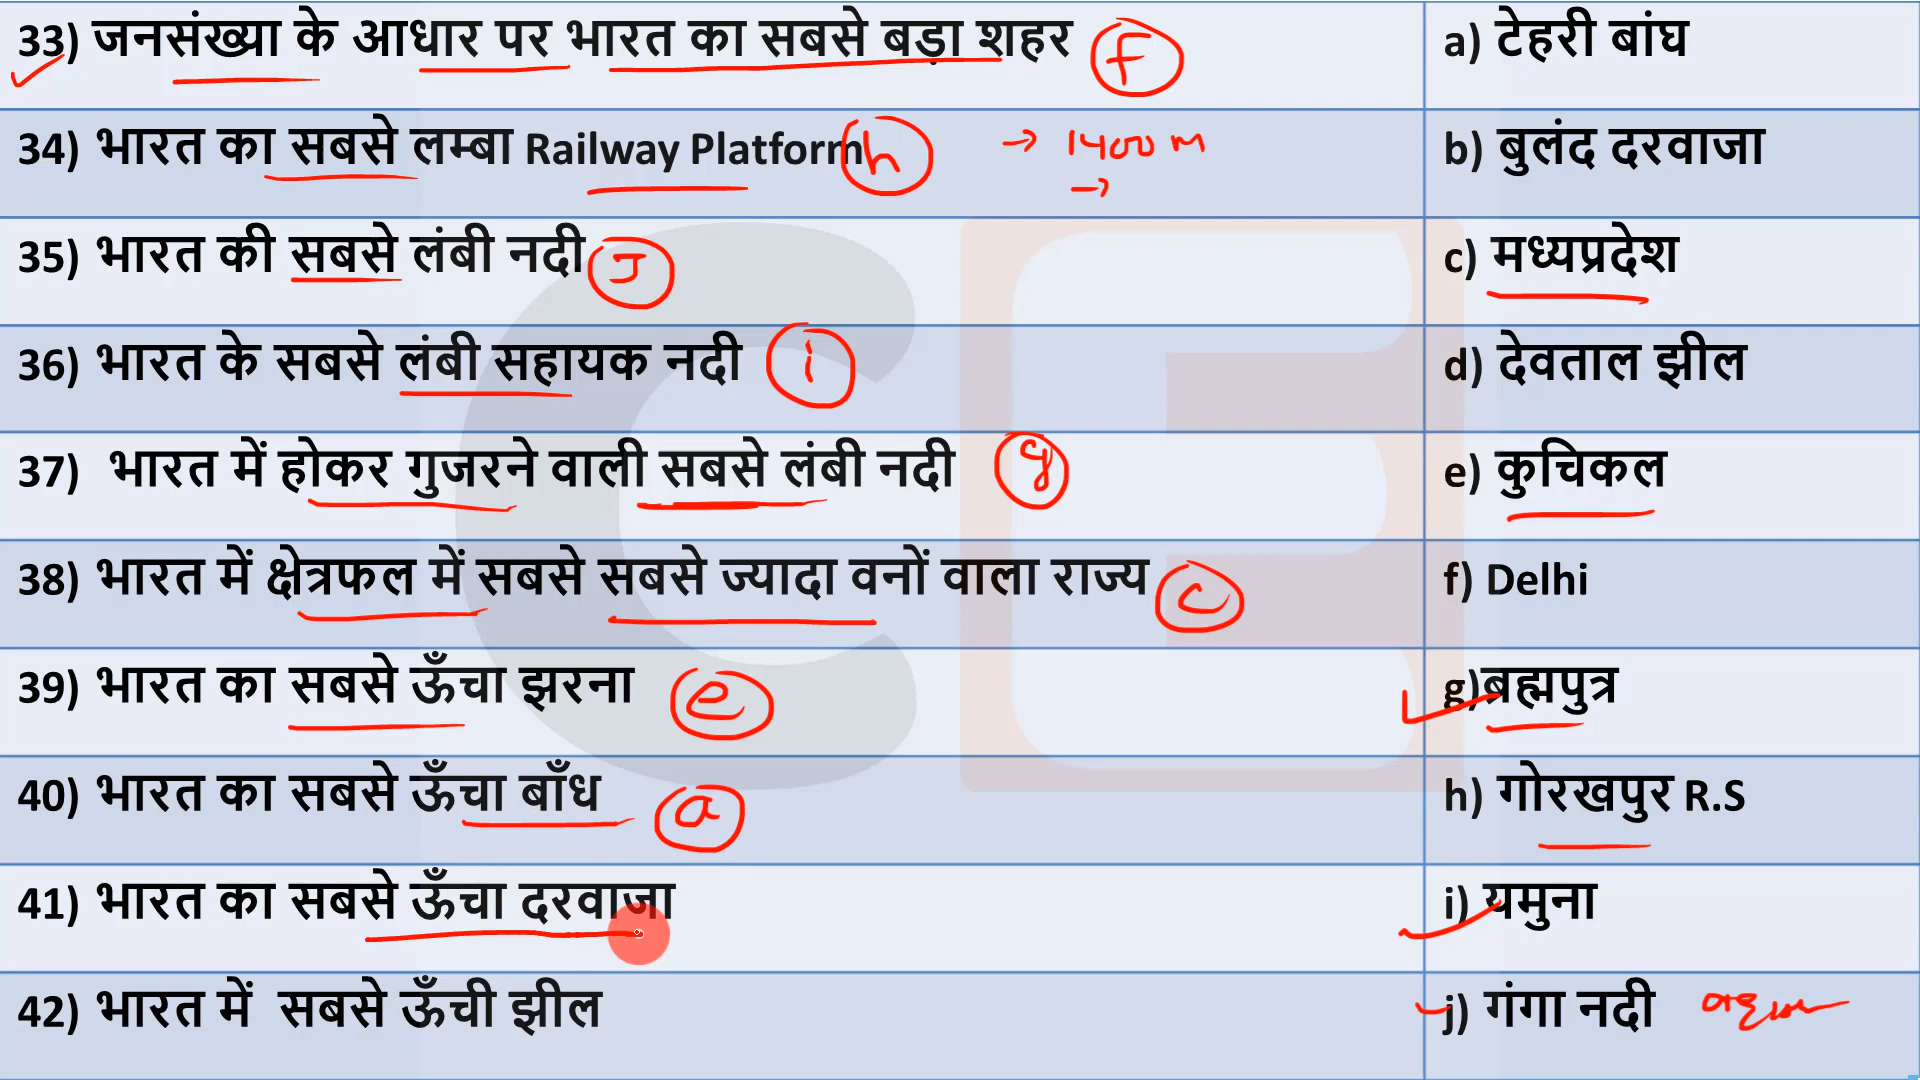 33) जनसंख्या के आधार पर भारत का सबसे बड़ा शहर f
a) टेहरी बांघ
34) भारत का सबसे लम्बा Railway Platform h → 1400 m →
b) बुलंद दरवाजा
35) भारत की सबसे लंबी नदी J
c) मध्यप्रदेश
36) भारत के सबसे लंबी सहायक नदी i
d) देवताल झील
37) भारत में होकर गुजरने वाली सबसे लंबी नदी g
e) कुचिकल
38) भारत में क्षेत्रफल में सबसे सबसे ज्यादा वनों वाला राज्य c
f) Delhi
39) भारत का सबसे ऊँचा झरना e
g)ब्रह्मपुत्र
40) भारत का सबसे ऊँचा बाँध a
h) गोरखपुर R.S
41) भारत का सबसे ऊँचा दरवाजा
i) यमुना
42) भारत में सबसे ऊँची झील
j) गंगा नदी
CE